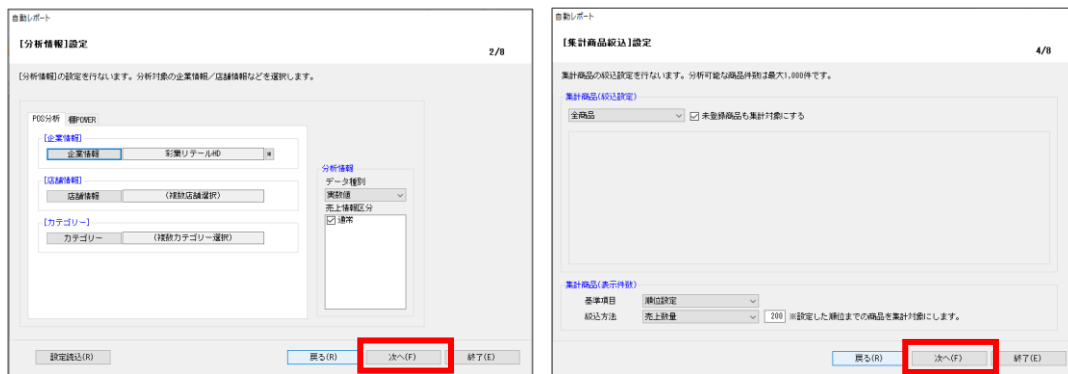 自動レポート
[分析情報]設定
2/8
[分析情報]の設定を行ないます。分析対象の企業情報／店舗情報などを選択します。
POS分析 棚POWER
[企業情報]
企業情報 彩菓リテールHD *
[店舗情報]
店舗情報 (複数店舗選択)
[カテゴリー]
カテゴリー (複数カテゴリー選択)
分析情報
データ種別
実数値
売上情報区分
通常
設定読込(R) 戻る(R) 次へ(F) 終了(E)
自動レポート
[集計商品絞込]設定
4/8
集計商品の絞込設定を行ないます。分析可能な商品件数は最大1,000件です。
集計商品(絞込設定)
全商品 未登録商品も集計対象にする
集計商品(表示件数)
基準項目 順位設定
絞込方法 売上数量 200 ※設定した順位までの商品を集計対象にします。
戻る(R) 次へ(F) 終了(E)